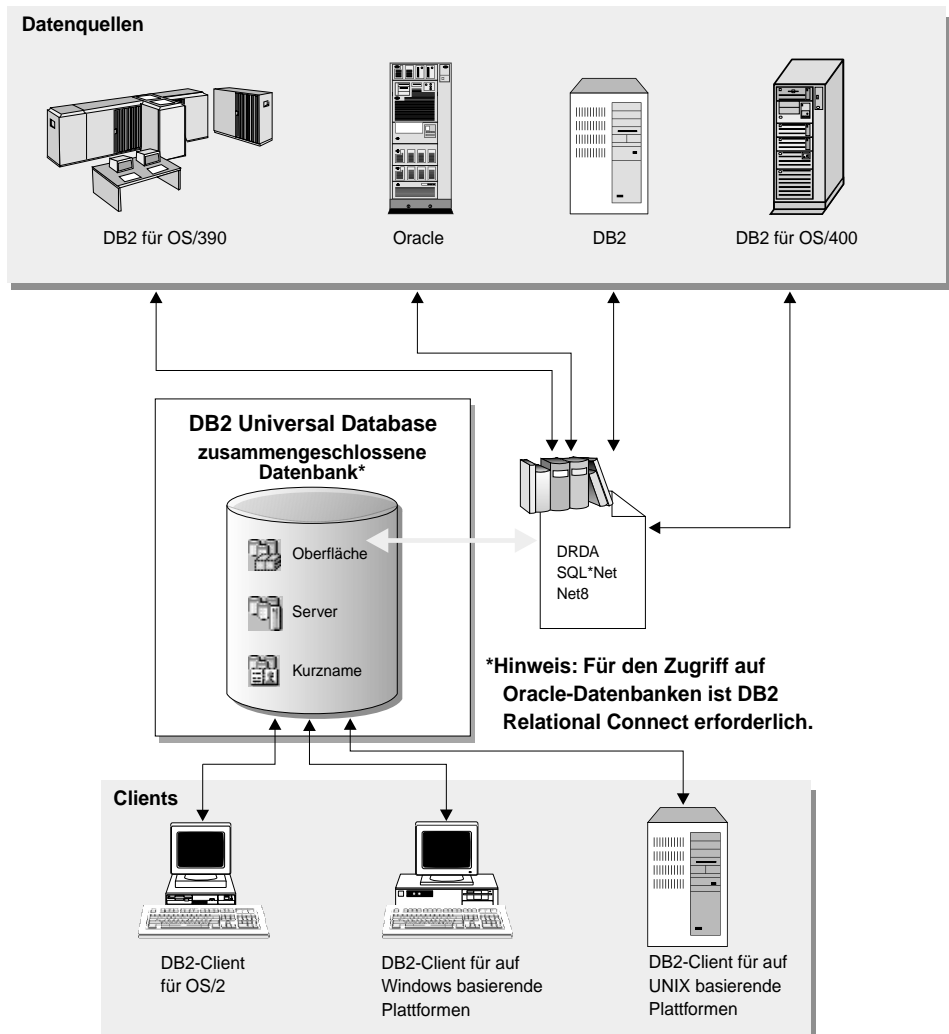 Datenquellen
DB2 für OS/390
Oracle
DB2
DB2 für OS/400
DB2 Universal Database
zusammengeschlossene
Datenbank*
Oberfläche
Server
Kurzname
DRDA
SQL*Net
Net8
*Hinweis: Für den Zugriff auf
Oracle-Datenbanken ist DB2
Relational Connect erforderlich.
Clients
DB2-Client
für OS/2
DB2-Client für auf
Windows basierende
Plattformen
DB2-Client für auf
UNIX basierende
Plattformen